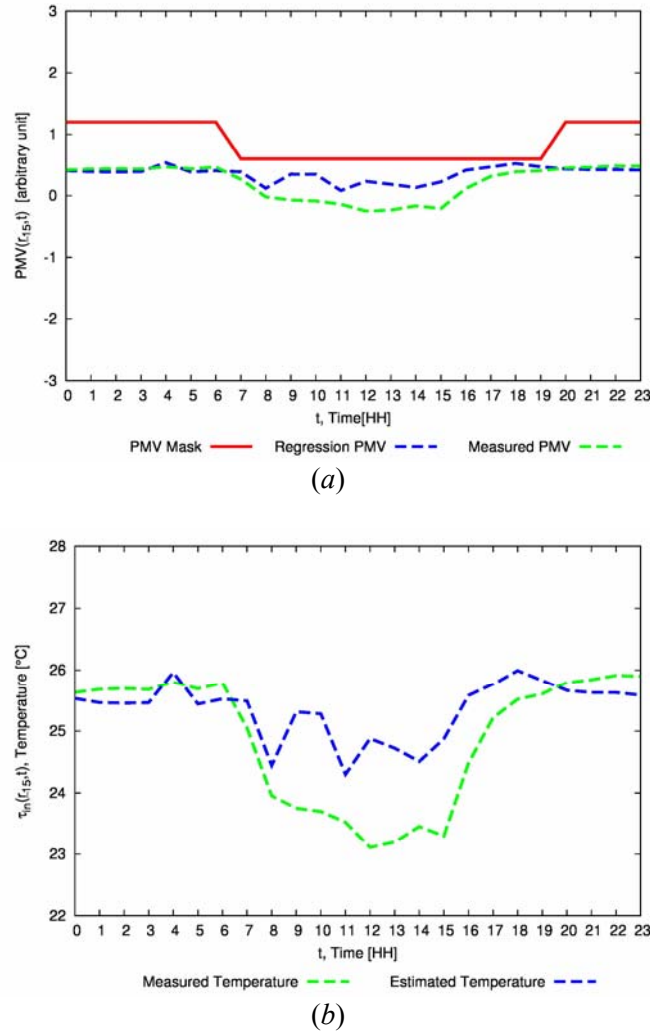 3
2
1
0
-1
-2
-3
PMV(r_15,t) [arbitrary unit]
0 1 2 3 4 5 6 7 8 9 10 11 12 13 14 15 16 17 18 19 20 21 22 23
t, Time[HH]
PMV Mask Regression PMV Measured PMV
(a)
28
27
26
25
24
23
22
τ_in(r_15,t), Temperature [°C]
0 1 2 3 4 5 6 7 8 9 10 11 12 13 14 15 16 17 18 19 20 21 22 23
t, Time [HH]
Measured Temperature Estimated Temperature
(b)